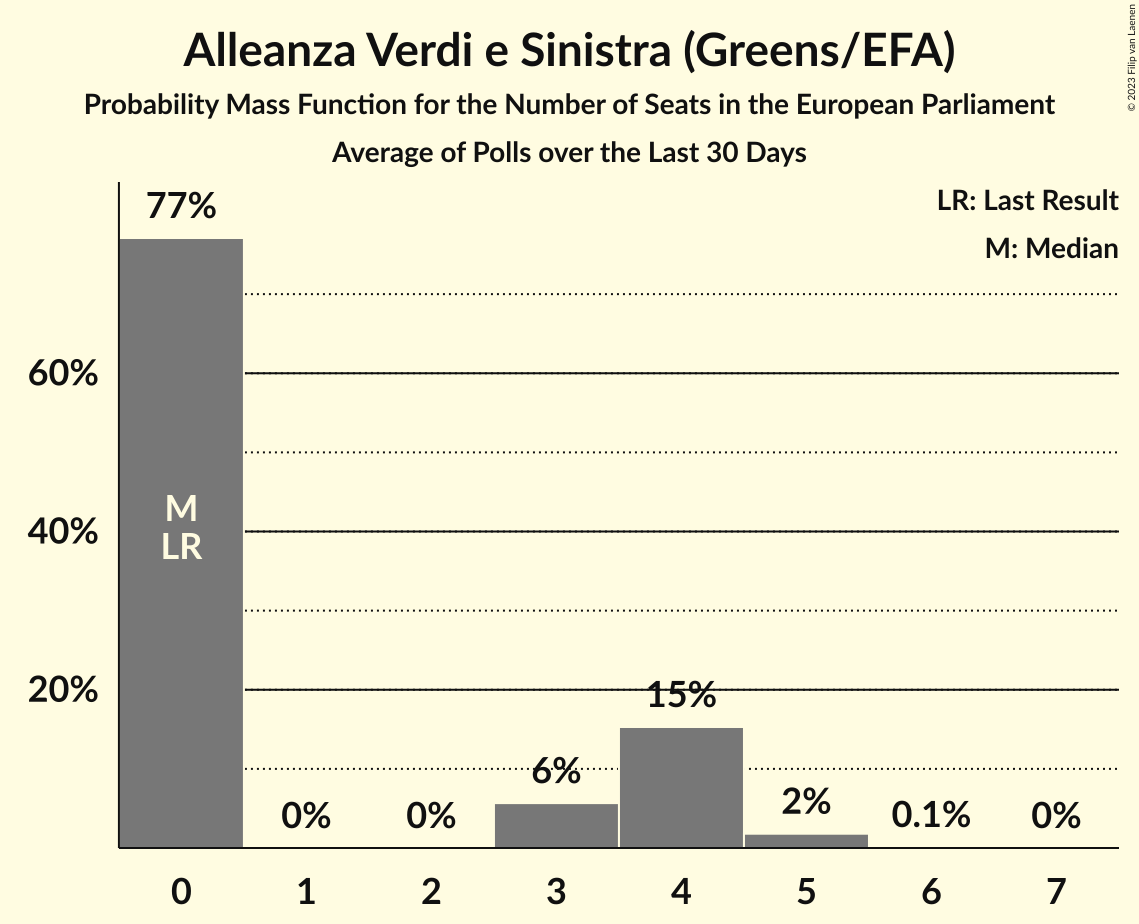 Alleanza Verdi e Sinistra (Greens/EFA)
Probability Mass Function for the Number of Seats in the European Parliament
Average of Polls over the Last 30 Days
© 2023 Filip van Laenen
LR: Last Result
M: Median
77%
60%
40%
20%
M
LR
0%
0%
6%
15%
2%
0.1%
0%
0 1 2 3 4 5 6 7